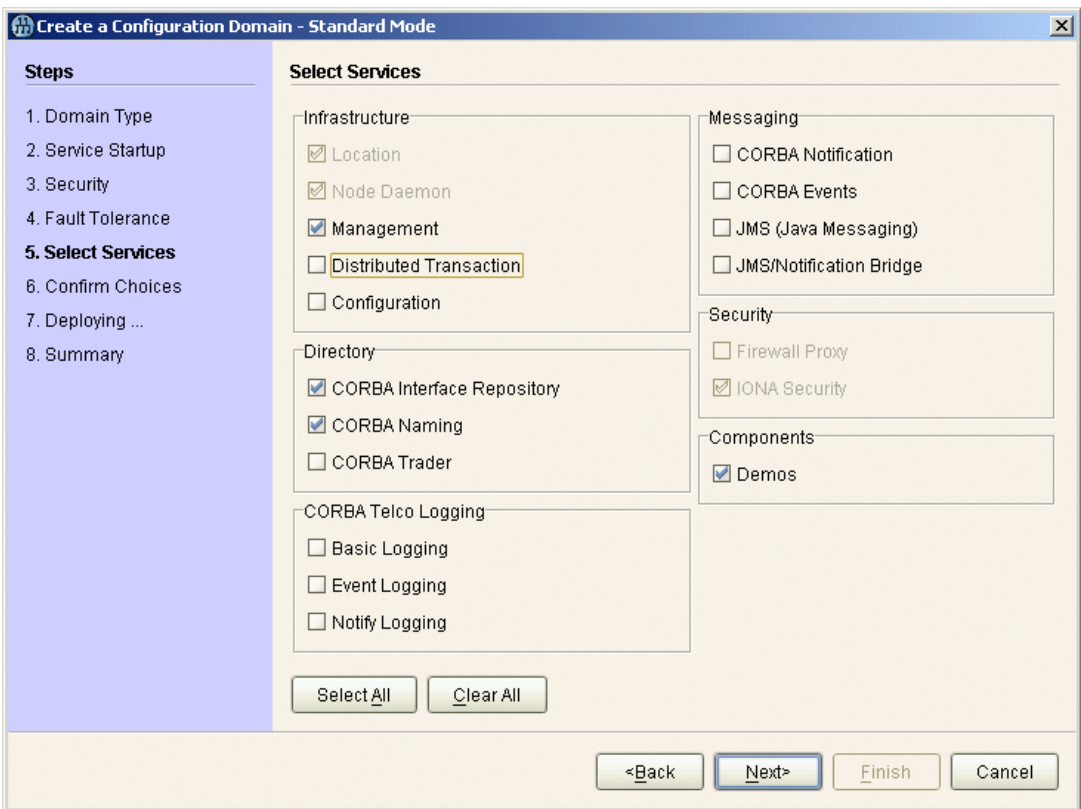 Create a Configuration Domain - Standard Mode
Steps
1. Domain Type
2. Service Startup
3. Security
4. Fault Tolerance
5. Select Services
6. Confirm Choices
7. Deploying ...
8. Summary
Select Services
Infrastructure
Location
Node Daemon
Management
Distributed Transaction
Configuration
Directory
CORBA Interface Repository
CORBA Naming
CORBA Trader
CORBA Telco Logging
Basic Logging
Event Logging
Notify Logging
Messaging
CORBA Notification
CORBA Events
JMS (Java Messaging)
JMS/Notification Bridge
Security
Firewall Proxy
IONA Security
Components
Demos
Select All
Clear All
<Back
Next>
Finish
Cancel